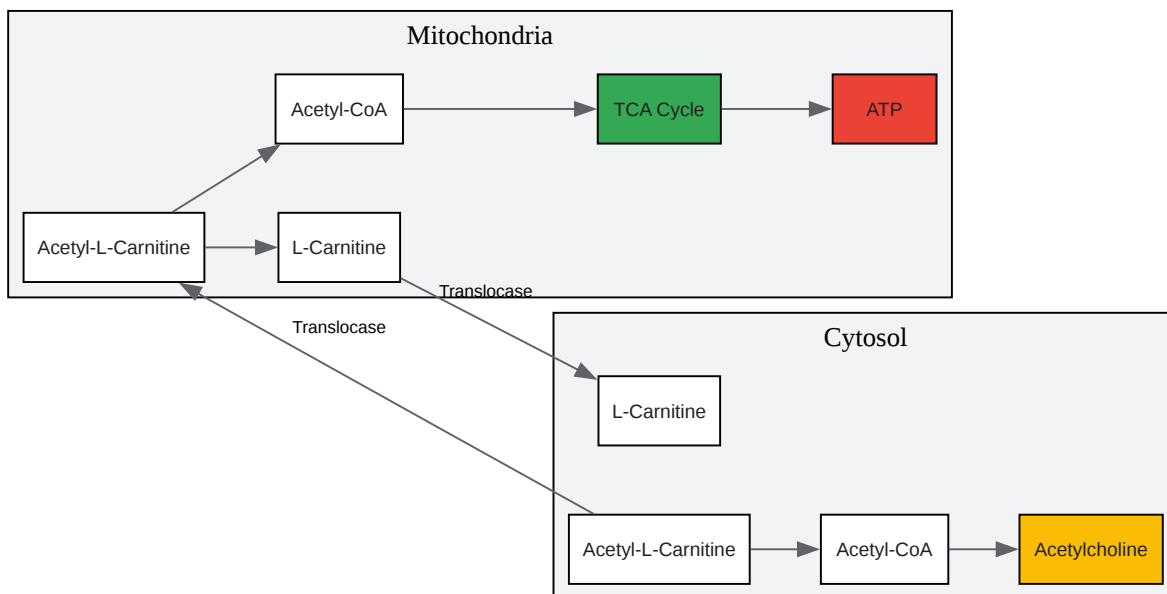 Mitochondria
Acetyl-CoA
TCA Cycle
ATP
Acetyl-L-Carnitine
L-Carnitine
Translocase
Translocase
Cytosol
L-Carnitine
Acetyl-L-Carnitine
Acetyl-CoA
Acetylcholine